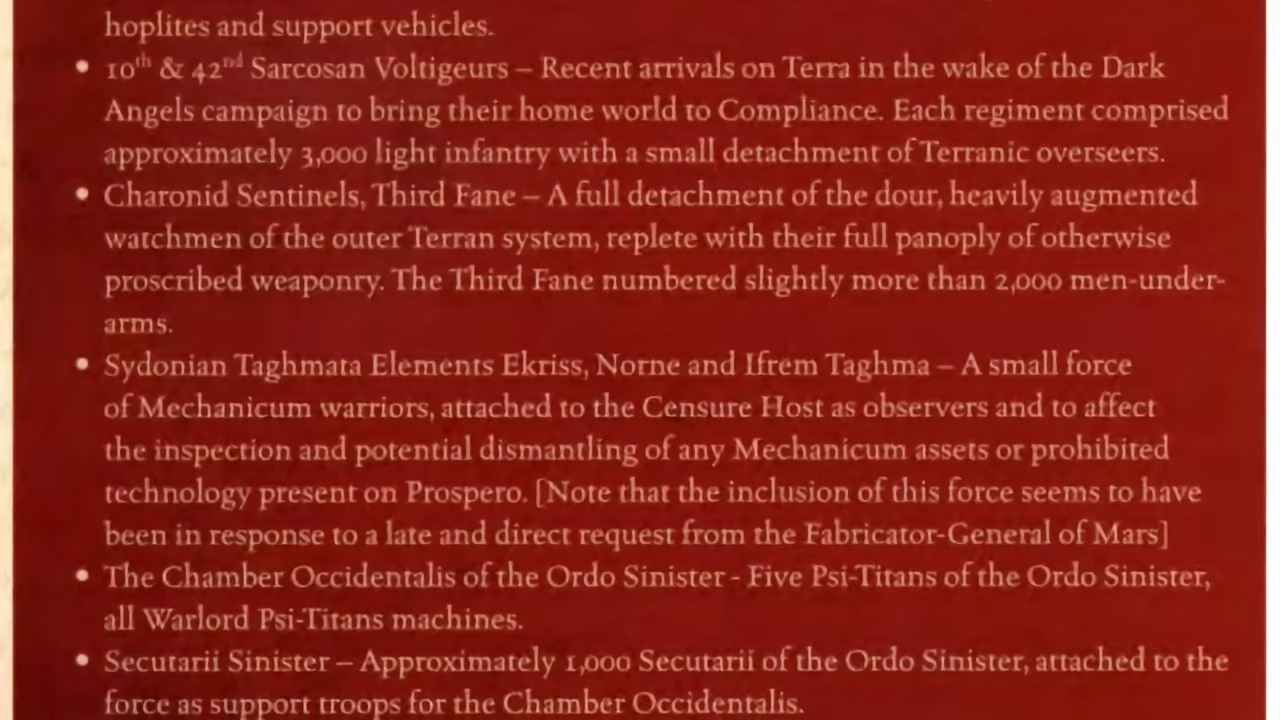 hoplites and support vehicles.
• 10th & 42nd Sarcosan Voltigeurs – Recent arrivals on Terra in the wake of the Dark
Angels campaign to bring their home world to Compliance. Each regiment comprised
approximately 3,000 light infantry with a small detachment of Terranic overseers.
• Charonid Sentinels, Third Fane – A full detachment of the dour, heavily augmented
watchmen of the outer Terran system, replete with their full panoply of otherwise
proscribed weaponry. The Third Fane numbered slightly more than 2,000 men-under-
arms.
• Sydonian Taghmata Elements Ekriss, Norne and Ifrem Taghma – A small force
of Mechanicum warriors, attached to the Censure Host as observers and to affect
the inspection and potential dismantling of any Mechanicum assets or prohibited
technology present on Prospero. [Note that the inclusion of this force seems to have
been in response to a late and direct request from the Fabricator-General of Mars]
• The Chamber Occidentalis of the Ordo Sinister - Five Psi-Titans of the Ordo Sinister,
all Warlord Psi-Titans machines.
• Secutarii Sinister – Approximately 1,000 Secutarii of the Ordo Sinister, attached to the
force as support troops for the Chamber Occidentalis.